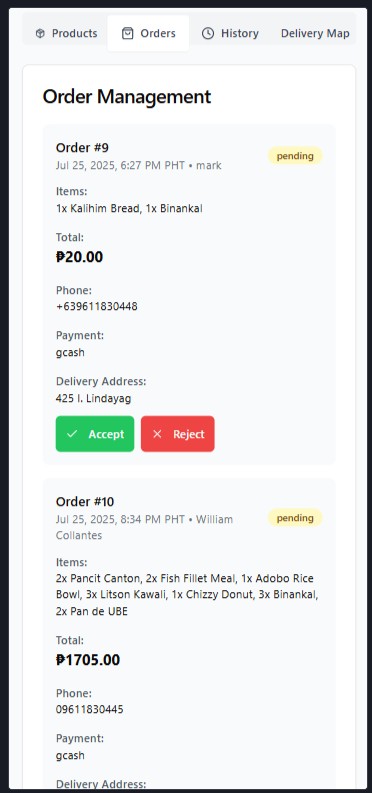 Products Orders History Delivery Map
Order Management
Order #9
Jul 25, 2025, 6:27 PM PHT • mark
pending
Items:
1x Kalihim Bread, 1x Binankal
Total:
₱20.00
Phone:
+639611830448
Payment:
gcash
Delivery Address:
425 I. Lindayag
Accept Reject
Order #10
Jul 25, 2025, 8:34 PM PHT • William
Collantes
pending
Items:
2x Pancit Canton, 2x Fish Fillet Meal, 1x Adobo Rice
Bowl, 3x Litson Kawali, 1x Chizzy Donut, 3x Binankal,
2x Pan de UBE
Total:
₱1705.00
Phone:
09611830445
Payment:
gcash
Delivery Address: